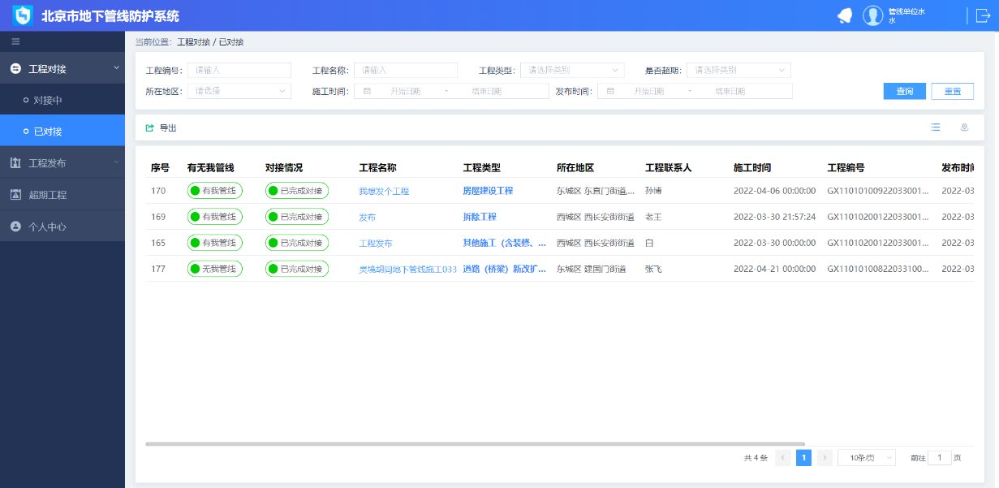 北京市地下管线防护系统
管线单位水
水
当前位置: 工程对接 / 已对接
工程对接
对接中
已对接
工程发布
超期工程
个人中心
工程编号: 请输入 工程名称: 请输入 工程类型: 请选择类别 是否超期: 请选择类别
所在地区: 请选择 施工时间: 开始日期 - 结束日期 发布时间: 开始日期 - 结束日期 查询 重置
导出
序号 有无我管线 对接情况 工程名称 工程类型 所在地区 工程联系人 施工时间 工程编号 发布时间
170 有我管线 已完成对接 我想发个工程 房屋建设工程 东城区 东直门街道,... 孙博 2022-04-06 00:00:00 GX11010100922033001... 2022-03
169 有我管线 已完成对接 发布 拆除工程 西城区 西长安街街道 老王 2022-03-30 21:57:24 GX11010200122033001... 2022-03
165 有我管线 已完成对接 工程发布 其他施工（含装修、... 西城区 西长安街街道 白 2022-03-30 00:00:00 GX11010200122033001... 2022-03
177 无我管线 已完成对接 灵境胡同地下管线施工033 道路（桥梁）新改扩... 东城区 建国门街道 张飞 2022-04-21 00:00:00 GX11010100822033100... 2022-03
共 4 条 1 10条/页 前往 1 页